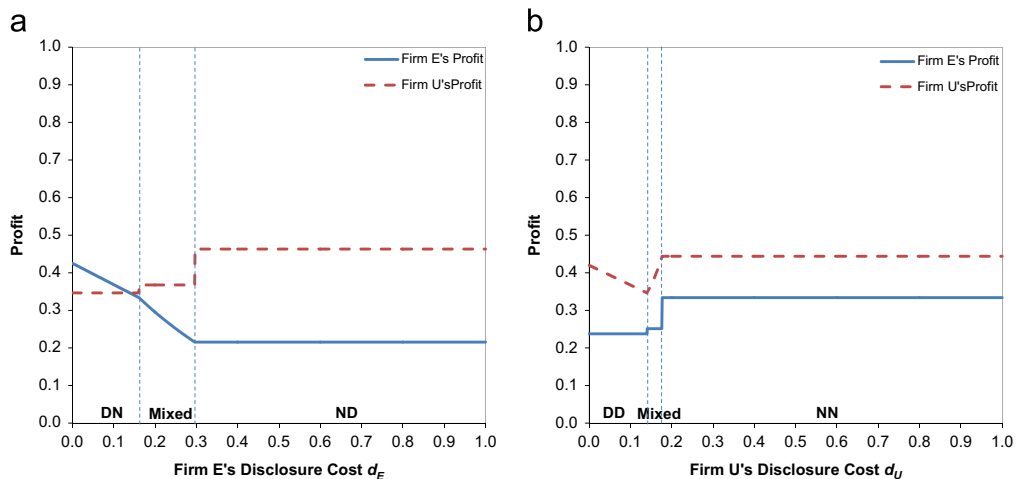 a
Firm E's Profit
Firm U'sProfit
1.0
0.9
0.8
0.7
0.6
0.5
0.4
0.3
0.2
0.1
0.0
Profit
DN
Mixed
ND
0.0 0.1 0.2 0.3 0.4 0.5 0.6 0.7 0.8 0.9 1.0
Firm E's Disclosure Cost dE
b
Firm E's Profit
Firm U'sProfit
1.0
0.9
0.8
0.7
0.6
0.5
0.4
0.3
0.2
0.1
0.0
Profit
DD
Mixed
NN
0.0 0.1 0.2 0.3 0.4 0.5 0.6 0.7 0.8 0.9 1.0
Firm U's Disclosure Cost dU